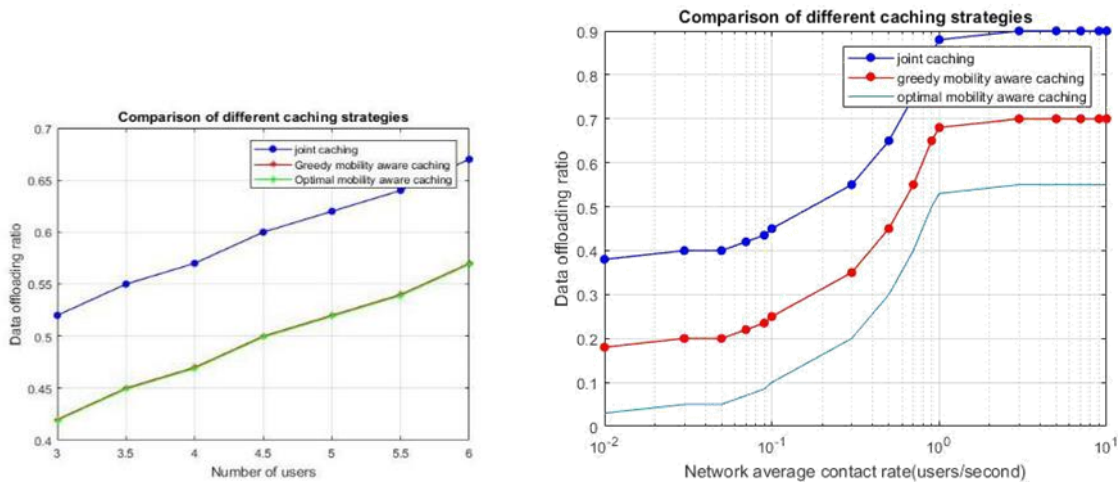 Comparison of different caching strategies
0.7
0.65
0.6
0.55
0.5
0.45
0.4
Data offloading ratio
joint caching
Greedy mobility aware caching
Optimal mobility aware caching
3
3.5
4
4.5
5
5.5
6
Number of users
Comparison of different caching strategies
0.9
0.8
0.7
0.6
0.5
0.4
0.3
0.2
0.1
0
Data offloading ratio
joint caching
greedy mobility aware caching
optimal mobility aware caching
10^-2
10^-1
10^0
10^1
Network average contact rate(users/second)